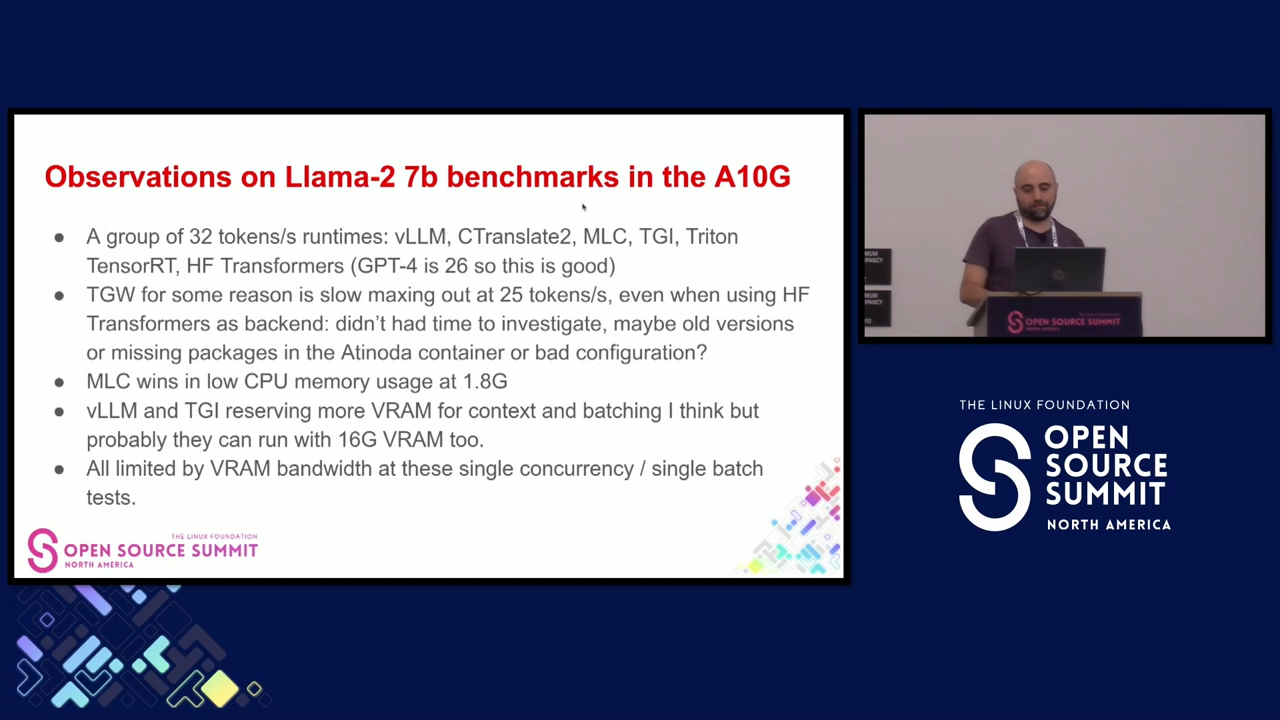 Observations on Llama-2 7b benchmarks in the A10G
● A group of 32 tokens/s runtimes: vLLM, CTranslate2, MLC, TGI, Triton
TensorRT, HF Transformers (GPT-4 is 26 so this is good)
● TGW for some reason is slow maxing out at 25 tokens/s, even when using HF
Transformers as backend: didn't had time to investigate, maybe old versions
or missing packages in the Atinoda container or bad configuration?
● MLC wins in low CPU memory usage at 1.8G
● vLLM and TGI reserving more VRAM for context and batching I think but
probably they can run with 16G VRAM too.
● All limited by VRAM bandwidth at these single concurrency / single batch
tests.
THE LINUX FOUNDATION
OPEN SOURCE SUMMIT
NORTH AMERICA
OPEN SOURCE SUMMIT
THE LINUX FOUNDATION
OPEN
SOURCE
SUMMIT
NORTH AMERICA